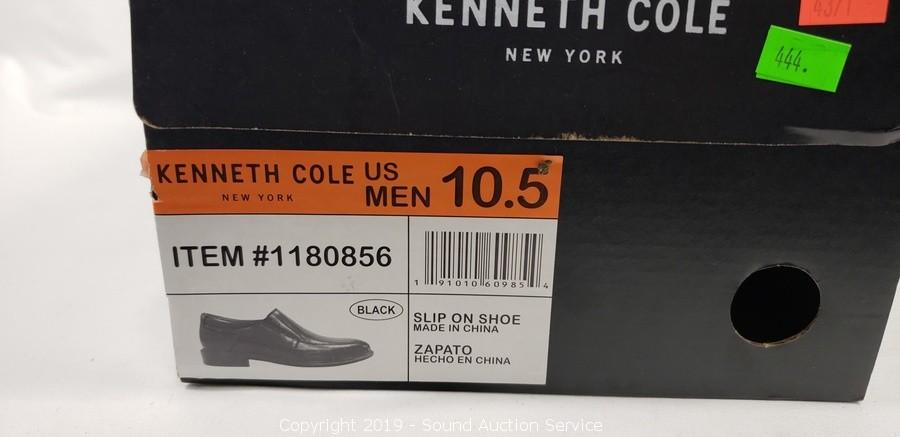 KENNETH COLE
NEW YORK
4371
444.
KENNETH COLE US
NEW YORK
MEN 10.5
ITEM #1180856
1 91010 60985 4
BLACK
SLIP ON SHOE
MADE IN CHINA
ZAPATO
HECHO EN CHINA
Copyright 2019 - Sound Auction Service